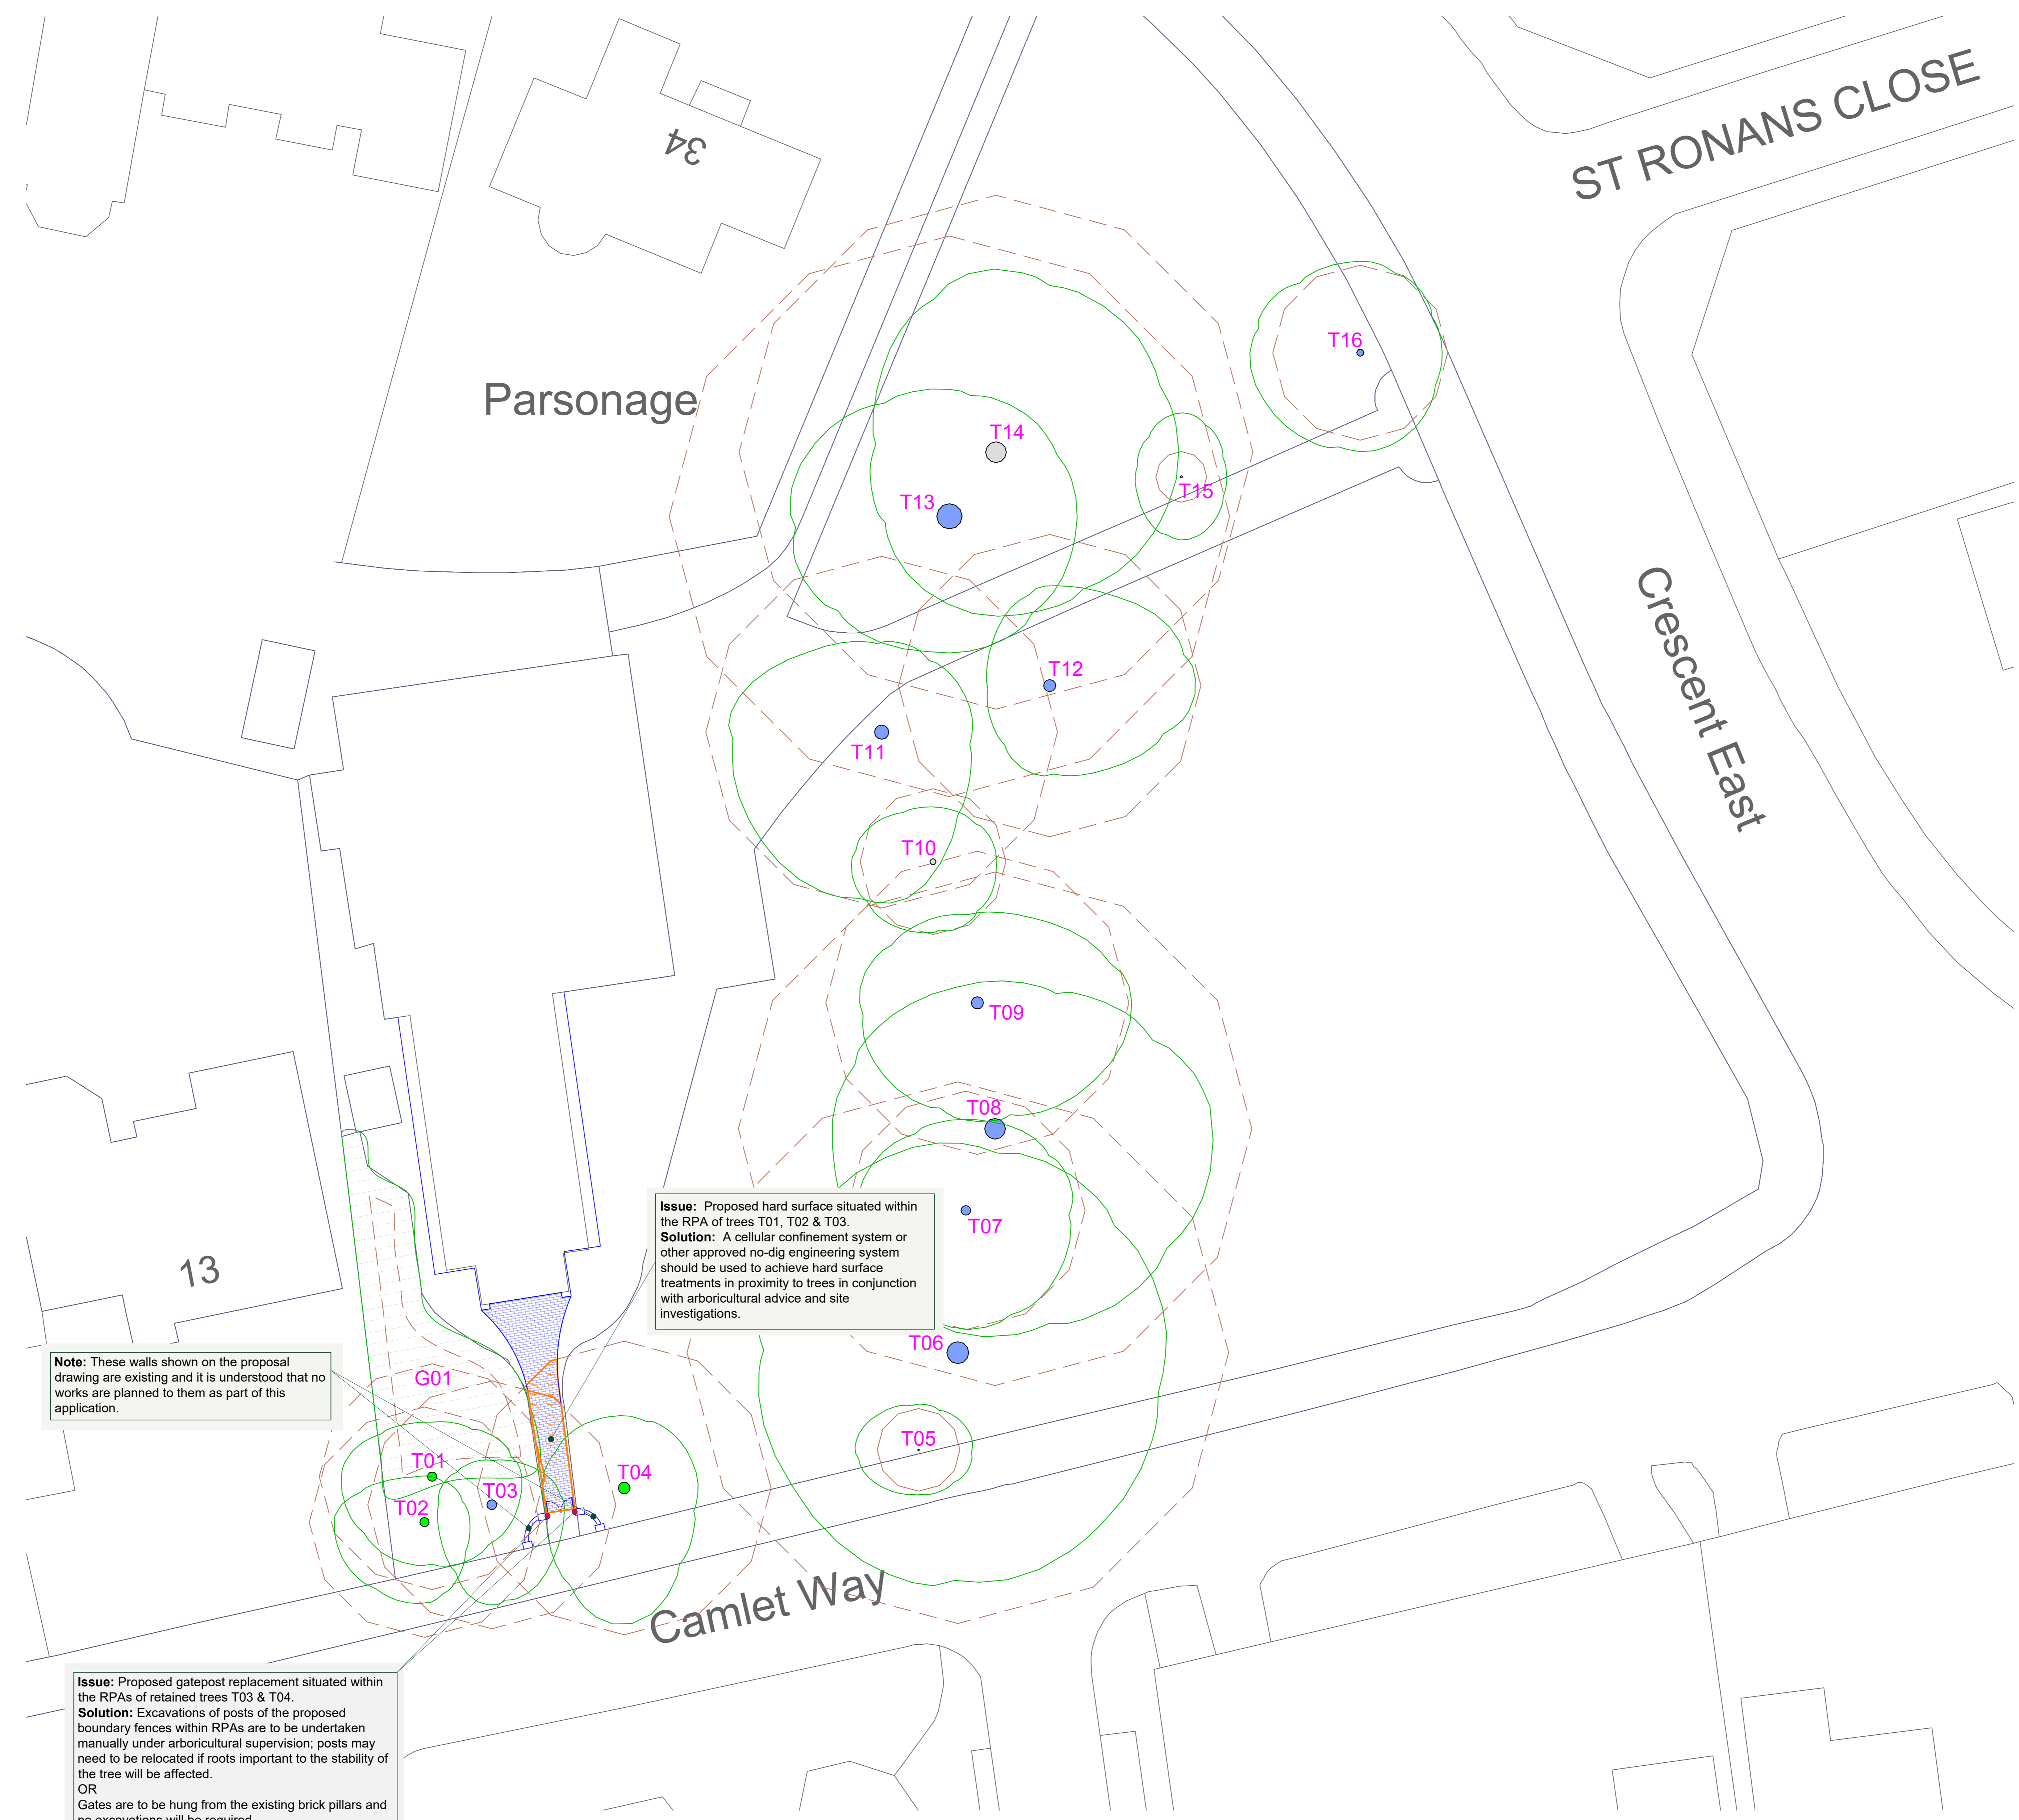 34
ST RONANS CLOSE
Parsonage
T16
T14
T13
T15
T12
T11
Crescent East
T10
T09
T08
T07
Issue: Proposed hard surface situated within
the RPA of trees T01, T02 & T03.
Solution: A cellular confinement system or
other approved no-dig engineering system
should be used to achieve hard surface
treatments in proximity to trees in conjunction
with arboricultural advice and site
investigations.
13
T06
Note: These walls shown on the proposal
drawing are existing and it is understood that no
works are planned to them as part of this
application.
G01
T05
T01
T04
T03
T02
Camlet Way
Issue: Proposed gatepost replacement situated within
the RPAs of retained trees T03 & T04.
Solution: Excavations of posts of the proposed
boundary fences within RPAs are to be undertaken
manually under arboricultural supervision; posts may
need to be relocated if roots important to the stability of
the tree will be affected.
OR
Gates are to be hung from the existing brick pillars and
no excavations will be required